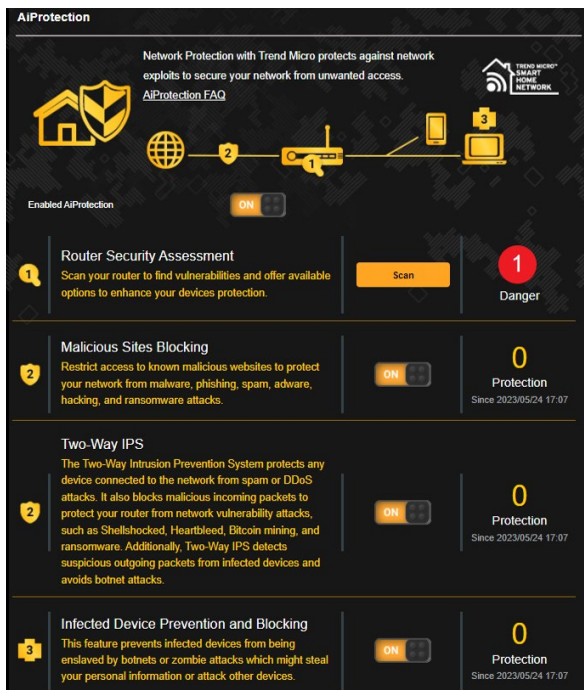 AiProtection
Network Protection with Trend Micro protects against network
exploits to secure your network from unwanted access.
AiProtection FAQ
TREND MICRO™
SMART
HOME
NETWORK
3
2
1
Enabled AiProtection
ON
1
Router Security Assessment
Scan your router to find vulnerabilities and offer available
options to enhance your devices protection.
Scan
1
Danger
2
Malicious Sites Blocking
Restrict access to known malicious websites to protect
your network from malware, phishing, spam, adware,
hacking, and ransomware attacks.
ON
0
Protection
Since 2023/05/24 17:07
2
Two-Way IPS
The Two-Way Intrusion Prevention System protects any
device connected to the network from spam or DDoS
attacks. It also blocks malicious incoming packets to
protect your router from network vulnerability attacks,
such as Shellshocked, Heartbleed, Bitcoin mining, and
ransomware. Additionally, Two-Way IPS detects
suspicious outgoing packets from infected devices and
avoids botnet attacks.
ON
0
Protection
Since 2023/05/24 17:07
3
Infected Device Prevention and Blocking
This feature prevents infected devices from being
enslaved by botnets or zombie attacks which might steal
your personal information or attack other devices.
ON
0
Protection
Since 2023/05/24 17:07